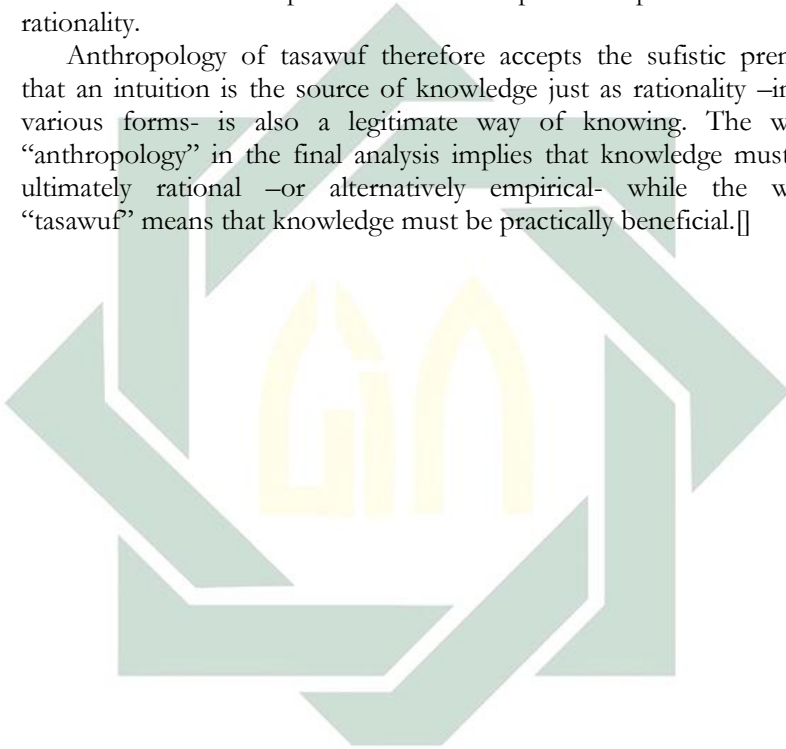 rationality.
Anthropology of tasawuf therefore accepts the sufistic
that an intuition is the source of knowledge just as rationality –in
various forms- is also a legitimate way of knowing. The
“anthropology” in the final analysis implies that knowledge must
ultimately rational –or alternatively empirical- while the
“tasawuf” means that knowledge must be practically beneficial.[]